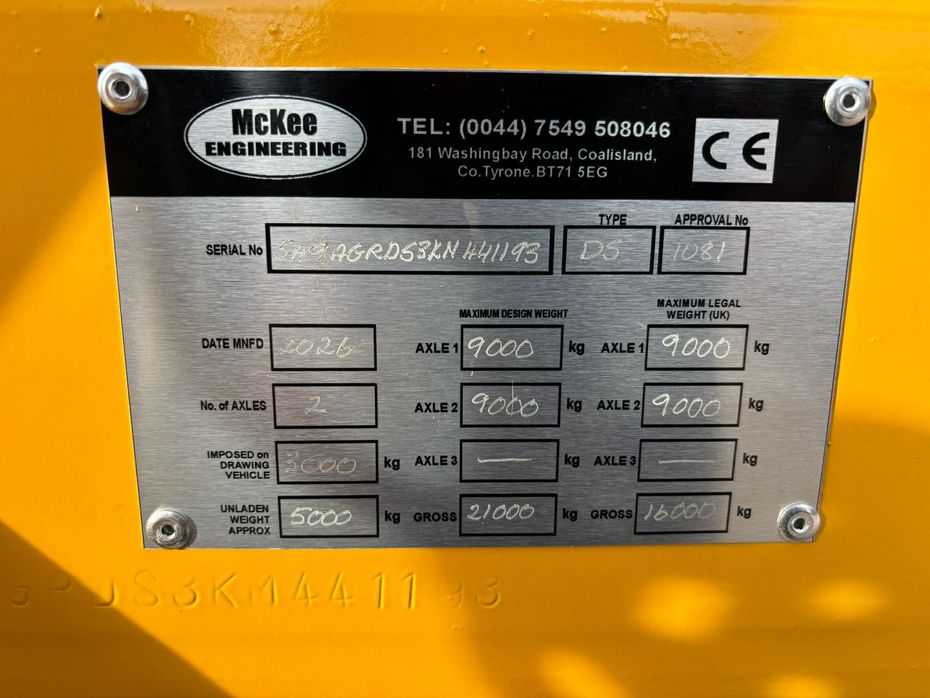 McKee
ENGINEERING
TEL: (0044) 7549 508046
181 Washingbay Road, Coalisland,
Co.Tyrone.BT71 5EG
CE
TYPE
APPROVAL No
SERIAL No SA9AGRDS3KN441193 DS 1081
MAXIMUM DESIGN WEIGHT
MAXIMUM LEGAL
WEIGHT (UK)
DATE MNFD 2026 AXLE 1 9000 kg AXLE 1 9000 kg
No. of AXLES 2 AXLE 2 9000 kg AXLE 2 9000 kg
IMPOSED on
DRAWING
VEHICLE
3000 kg AXLE 3 — kg AXLE 3 — kg
UNLADEN
WEIGHT
APPROX
5000 kg GROSS 21000 kg GROSS 16000 kg
DS3KM441193